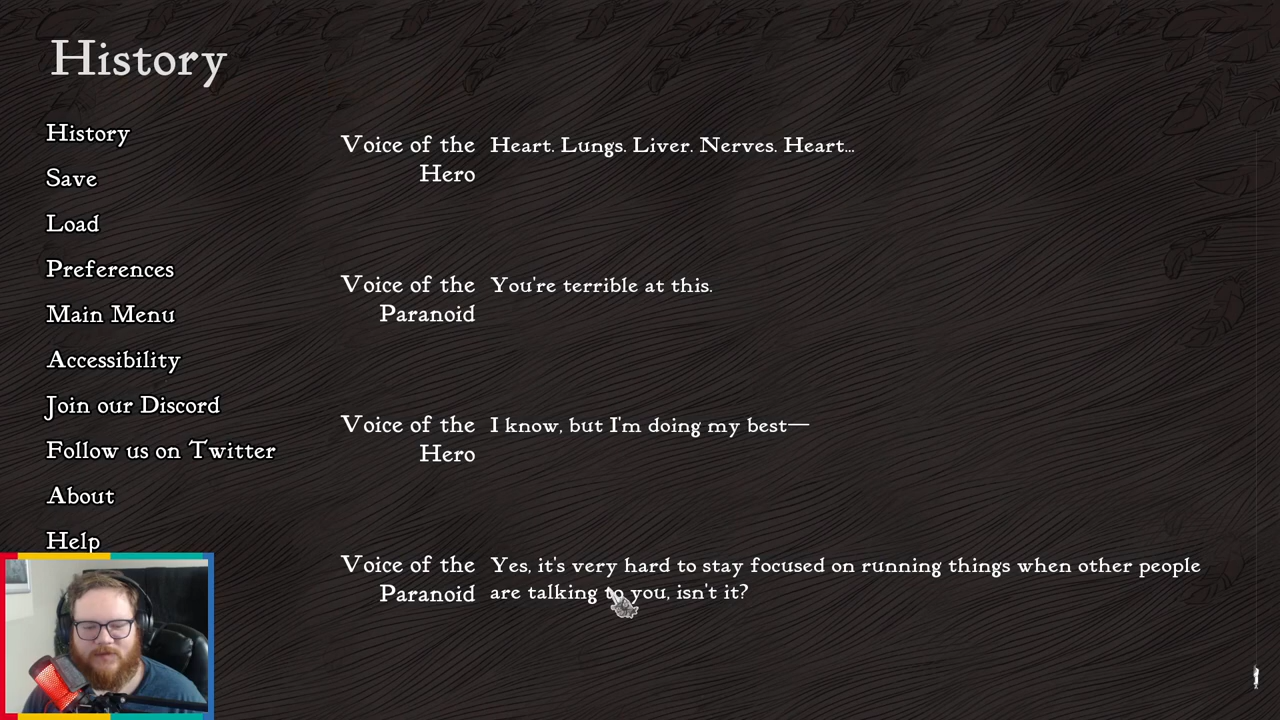 History
History
Save
Load
Preferences
Main Menu
Accessibility
Join our Discord
Follow us on Twitter
About
Help
Voice of the
Hero
Heart. Lungs. Liver. Nerves. Heart...
Voice of the
Paranoid
You're terrible at this.
Voice of the
Hero
I know, but I'm doing my best—
Voice of the
Paranoid
Yes, it's very hard to stay focused on running things when other people
are talking to you, isn't it?